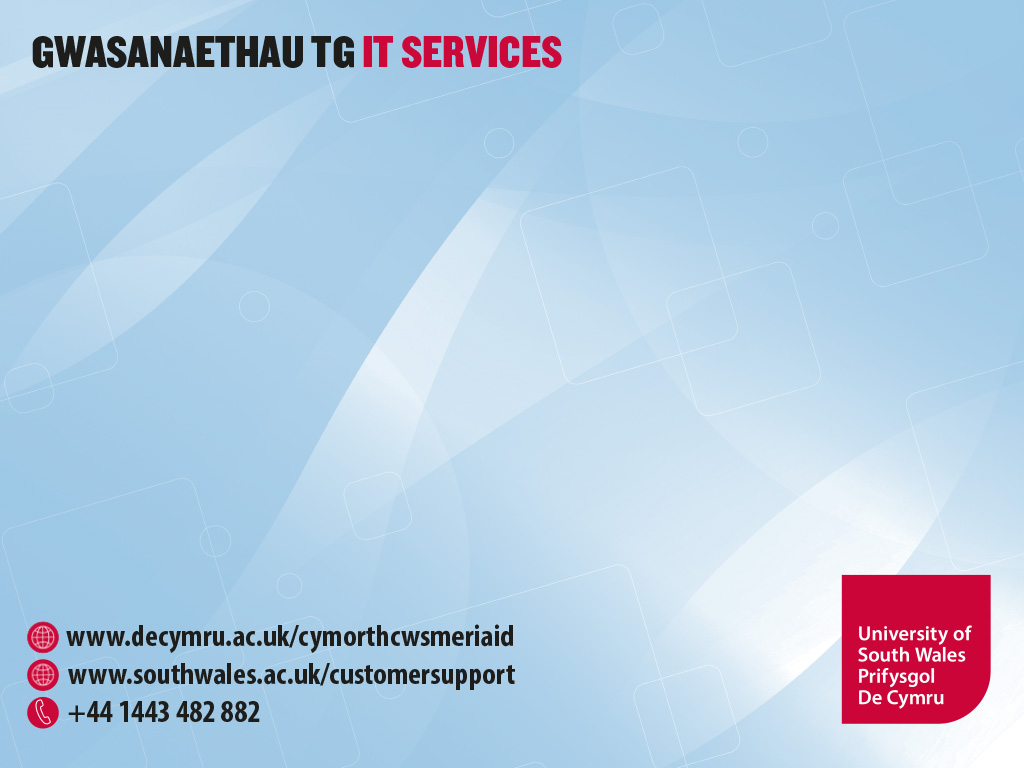 GWASANAETHAU TG IT SERVICES
www.decymru.ac.uk/cymorthcwsmeriaid
www.southwales.ac.uk/customersupport
+44 1443 482 882
University of
South Wales
Prifysgol
De Cymru